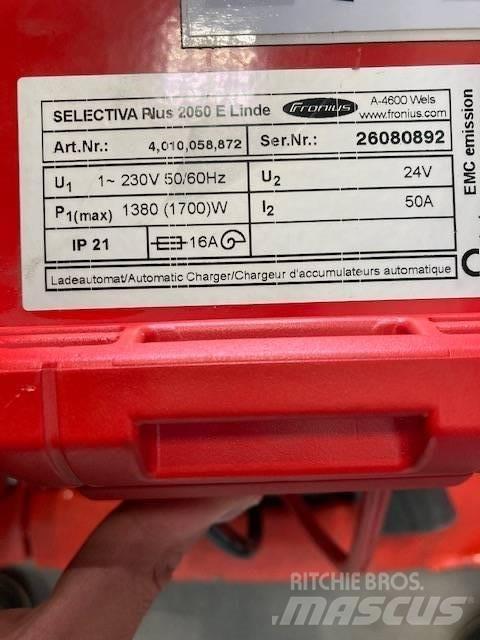 SELECTIVA Plus 2050 E Linde
fronius
A-4600 Wels
www.fronius.com
Art.Nr.: 4,010,058,872
Ser.Nr.: 26080892
U1 1~ 230V 50/60Hz
U2 24V
P1(max) 1380 (1700)W
I2 50A
IP 21
16A
Ladeautomat/Automatic Charger/Chargeur d'accumulateurs automatique
EMC emission
RITCHIE BROS.
MASCUS